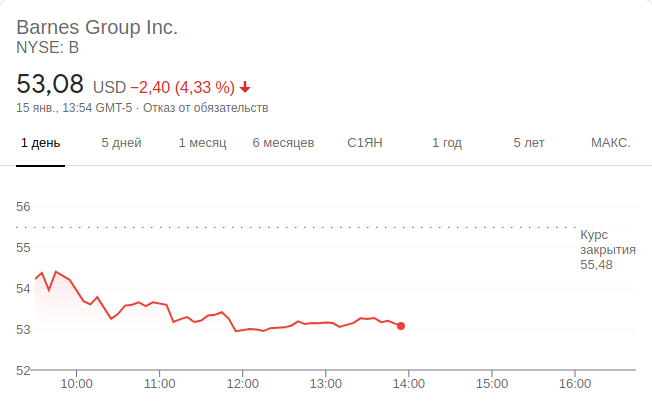 Barnes Group Inc.
NYSE: B
53,08 USD −2,40 (4,33 %)
15 янв., 13:54 GMT-5 · Отказ от обязательств
1 день 5 дней 1 месяц 6 месяцев С1ЯН 1 год 5 лет МАКС.
56
Курс
закрытия
55,48
55
54
53
52
10:00 11:00 12:00 13:00 14:00 15:00 16:00